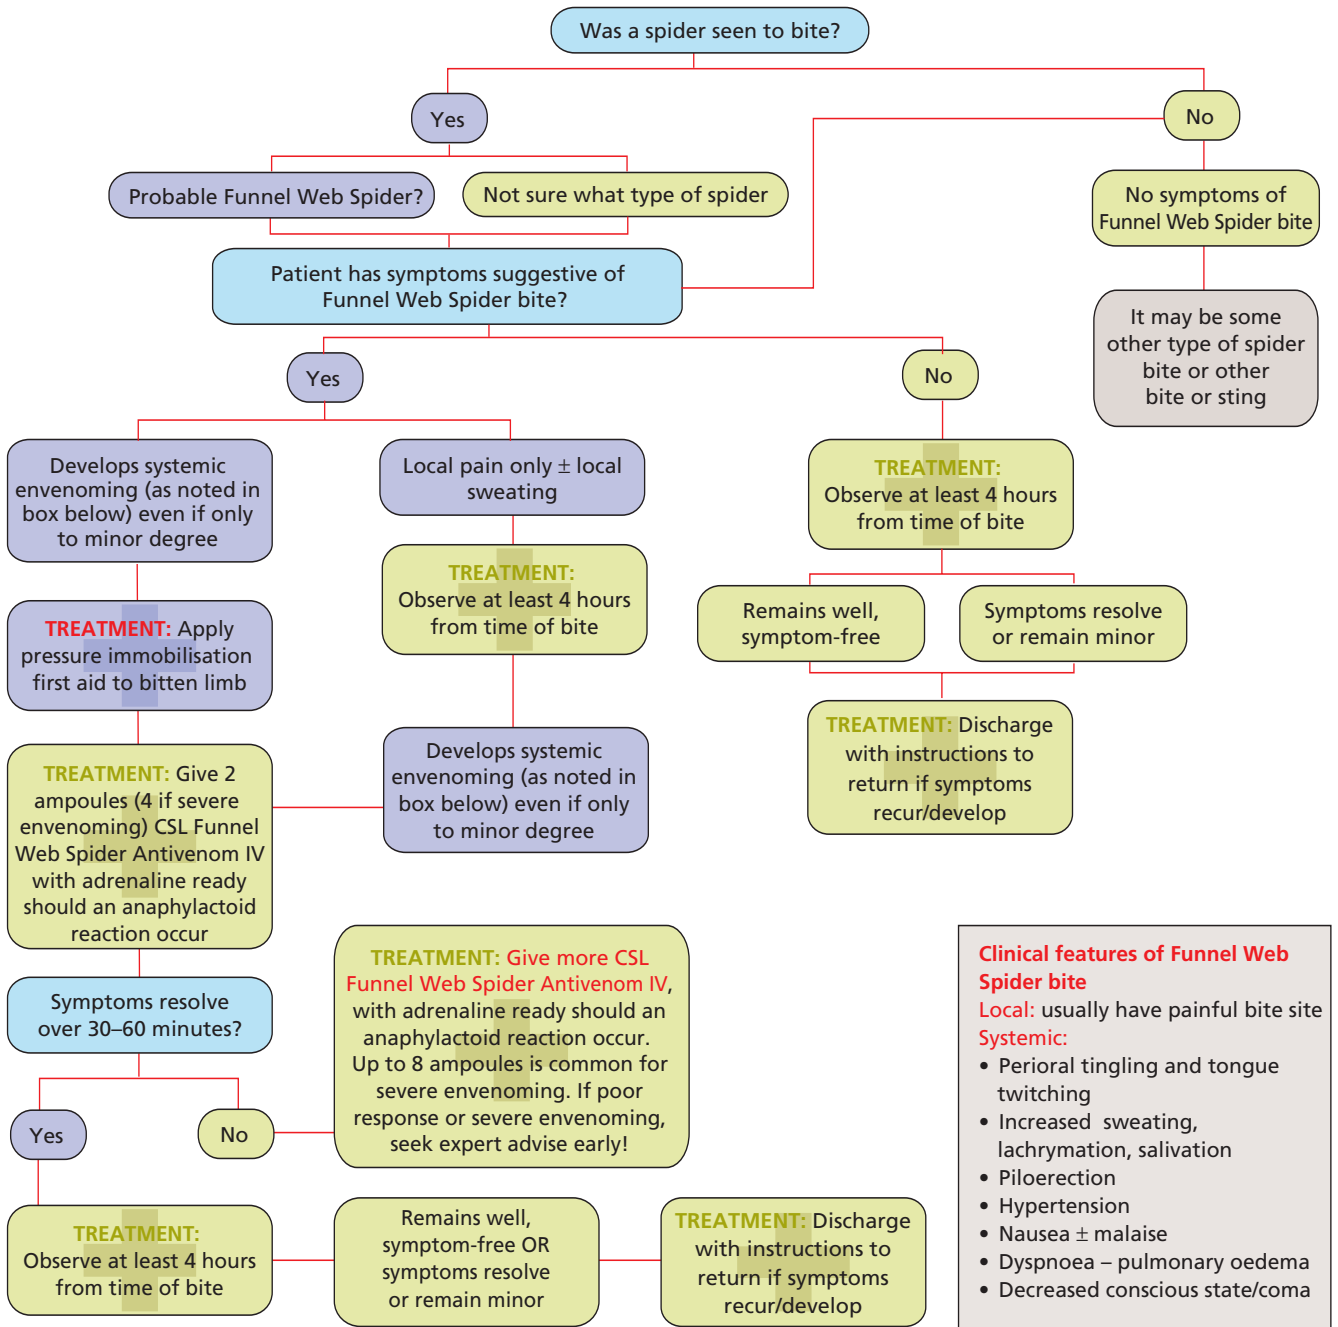 Was a spider seen to bite?
Yes
No
Probable Funnel Web Spider?
Not sure what type of spider
No symptoms of
Funnel Web Spider bite
Patient has symptoms suggestive of
Funnel Web Spider bite?
It may be some
other type of spider
bite or other
bite or sting
Yes
No
Develops systemic
envenoming (as noted in
box below) even if only
to minor degree
Local pain only ± local
sweating
TREATMENT:
Observe at least 4 hours
from time of bite
TREATMENT:
Observe at least 4 hours
from time of bite
TREATMENT: Apply
pressure immobilisation
first aid to bitten limb
Remains well,
symptom-free
Symptoms resolve
or remain minor
TREATMENT: Discharge
with instructions to
return if symptoms
recur/develop
Develops systemic
envenoming (as noted in
box below) even if only
to minor degree
TREATMENT: Give 2
ampoules (4 if severe
envenoming) CSL Funnel
Web Spider Antivenom IV
with adrenaline ready
should an anaphylactoid
reaction occur
Symptoms resolve
over 30–60 minutes?
TREATMENT: Give more CSL
Funnel Web Spider Antivenom IV,
with adrenaline ready should an
anaphylactoid reaction occur.
Up to 8 ampoules is common for
severe envenoming. If poor
response or severe envenoming,
seek expert advise early!
Yes
No
TREATMENT:
Observe at least 4 hours
from time of bite
Remains well,
symptom-free OR
symptoms resolve
or remain minor
TREATMENT: Discharge
with instructions to
return if symptoms
recur/develop
Clinical features of Funnel Web
Spider bite
Local: usually have painful bite site
Systemic:
• Perioral tingling and tongue
twitching
• Increased sweating,
lachrymation, salivation
• Piloerection
• Hypertension
• Nausea ± malaise
• Dyspnoea – pulmonary oedema
• Decreased conscious state/coma